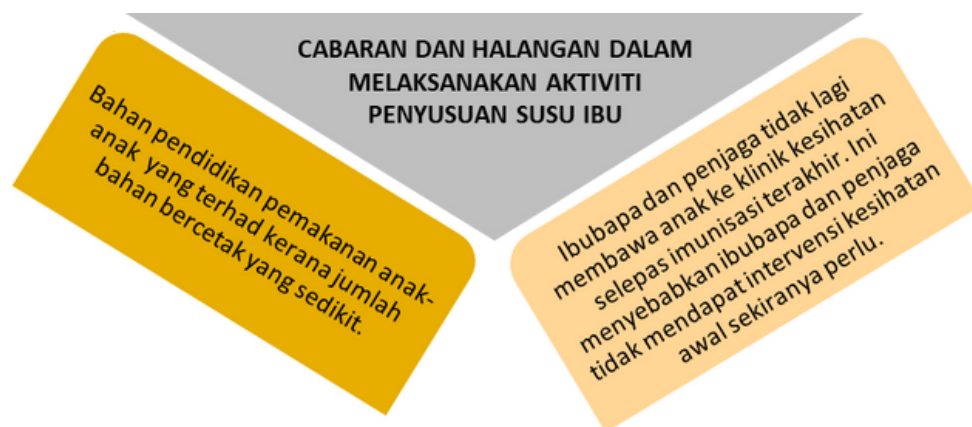 CABARAN DAN HALANGAN DALAM
MELAKSANAKAN AKTIVITI
PENYUSUAN SUSU IBU
Bahan pendidikan pemakanan anak-
anak yang terhad kerana jumlah
bahan bercetak yang sedikit.
Ibubapa dan penjaga tidak lagi
membawa anak ke klinik kesihatan
selepas imunisasi terakhir. Ini
menyebabkan ibubapa dan penjaga
tidak mendapat intervensi kesihatan
awal sekiranya perlu.